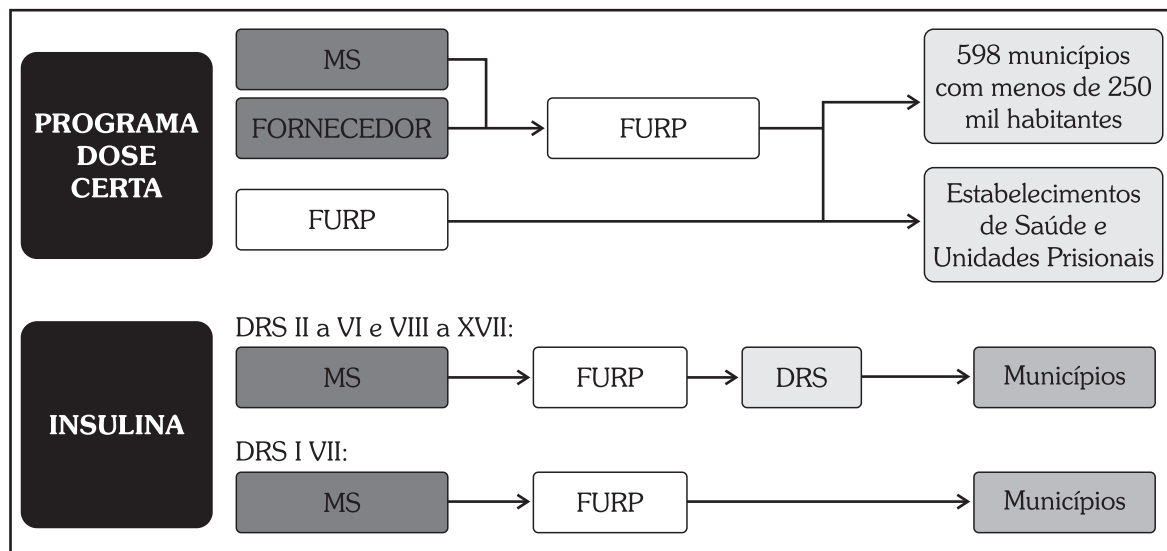 PROGRAMA
DOSE
CERTA
MS
FORNECEDOR
FURP
FURP
598 municípios
com menos de 250
mil habitantes
Estabelecimentos
de Saúde e
Unidades Prisionais
INSULINA
DRS II a VI e VIII a XVII:
MS
FURP
DRS
Municípios
DRS I VII:
MS
FURP
Municípios